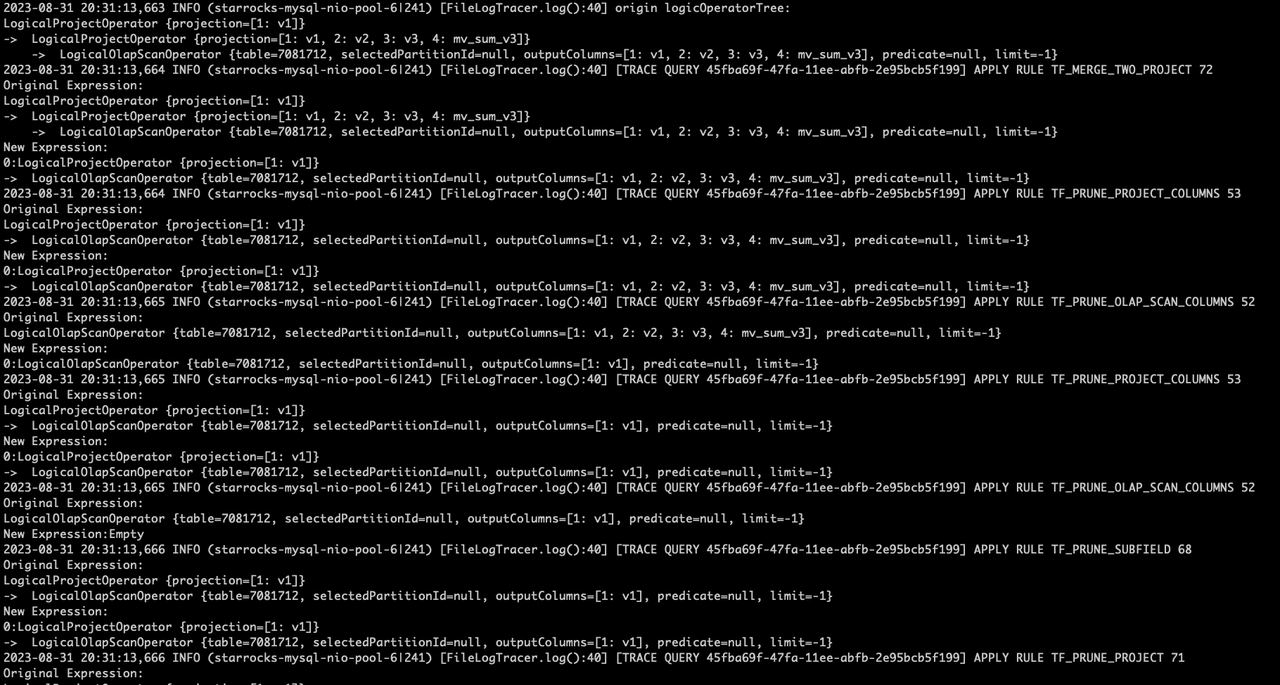 2023-08-31 20:31:13,663 INFO (starrocks-mysql-nio-pool-6|241) [FileLogTracer.log():40] origin logicOperatorTree:
LogicalProjectOperator {projection=[1: v1]}
->  LogicalProjectOperator {projection=[1: v1, 2: v2, 3: v3, 4: mv_sum_v3]}
    ->  LogicalOlapScanOperator {table=7081712, selectedPartitionId=null, outputColumns=[1: v1, 2: v2, 3: v3, 4: mv_sum_v3], predicate=null, limit=-1}
2023-08-31 20:31:13,664 INFO (starrocks-mysql-nio-pool-6|241) [FileLogTracer.log():40] [TRACE QUERY 45fba69f-47fa-11ee-abfb-2e95bcb5f199] APPLY RULE TF_MERGE_TWO_PROJECT 72
Original Expression:
LogicalProjectOperator {projection=[1: v1]}
->  LogicalProjectOperator {projection=[1: v1, 2: v2, 3: v3, 4: mv_sum_v3]}
    ->  LogicalOlapScanOperator {table=7081712, selectedPartitionId=null, outputColumns=[1: v1, 2: v2, 3: v3, 4: mv_sum_v3], predicate=null, limit=-1}
New Expression:
0:LogicalProjectOperator {projection=[1: v1]}
->  LogicalOlapScanOperator {table=7081712, selectedPartitionId=null, outputColumns=[1: v1, 2: v2, 3: v3, 4: mv_sum_v3], predicate=null, limit=-1}
2023-08-31 20:31:13,664 INFO (starrocks-mysql-nio-pool-6|241) [FileLogTracer.log():40] [TRACE QUERY 45fba69f-47fa-11ee-abfb-2e95bcb5f199] APPLY RULE TF_PRUNE_PROJECT_COLUMNS 53
Original Expression:
LogicalProjectOperator {projection=[1: v1]}
->  LogicalOlapScanOperator {table=7081712, selectedPartitionId=null, outputColumns=[1: v1, 2: v2, 3: v3, 4: mv_sum_v3], predicate=null, limit=-1}
New Expression:
0:LogicalProjectOperator {projection=[1: v1]}
->  LogicalOlapScanOperator {table=7081712, selectedPartitionId=null, outputColumns=[1: v1, 2: v2, 3: v3, 4: mv_sum_v3], predicate=null, limit=-1}
2023-08-31 20:31:13,665 INFO (starrocks-mysql-nio-pool-6|241) [FileLogTracer.log():40] [TRACE QUERY 45fba69f-47fa-11ee-abfb-2e95bcb5f199] APPLY RULE TF_PRUNE_OLAP_SCAN_COLUMNS 52
Original Expression:
LogicalOlapScanOperator {table=7081712, selectedPartitionId=null, outputColumns=[1: v1, 2: v2, 3: v3, 4: mv_sum_v3], predicate=null, limit=-1}
New Expression:
0:LogicalOlapScanOperator {table=7081712, selectedPartitionId=null, outputColumns=[1: v1], predicate=null, limit=-1}
2023-08-31 20:31:13,665 INFO (starrocks-mysql-nio-pool-6|241) [FileLogTracer.log():40] [TRACE QUERY 45fba69f-47fa-11ee-abfb-2e95bcb5f199] APPLY RULE TF_PRUNE_PROJECT_COLUMNS 53
Original Expression:
LogicalProjectOperator {projection=[1: v1]}
->  LogicalOlapScanOperator {table=7081712, selectedPartitionId=null, outputColumns=[1: v1], predicate=null, limit=-1}
New Expression:
0:LogicalProjectOperator {projection=[1: v1]}
->  LogicalOlapScanOperator {table=7081712, selectedPartitionId=null, outputColumns=[1: v1], predicate=null, limit=-1}
2023-08-31 20:31:13,665 INFO (starrocks-mysql-nio-pool-6|241) [FileLogTracer.log():40] [TRACE QUERY 45fba69f-47fa-11ee-abfb-2e95bcb5f199] APPLY RULE TF_PRUNE_OLAP_SCAN_COLUMNS 52
Original Expression:
LogicalOlapScanOperator {table=7081712, selectedPartitionId=null, outputColumns=[1: v1], predicate=null, limit=-1}
New Expression:Empty
2023-08-31 20:31:13,666 INFO (starrocks-mysql-nio-pool-6|241) [FileLogTracer.log():40] [TRACE QUERY 45fba69f-47fa-11ee-abfb-2e95bcb5f199] APPLY RULE TF_PRUNE_SUBFIELD 68
Original Expression:
LogicalProjectOperator {projection=[1: v1]}
->  LogicalOlapScanOperator {table=7081712, selectedPartitionId=null, outputColumns=[1: v1], predicate=null, limit=-1}
New Expression:
0:LogicalProjectOperator {projection=[1: v1]}
->  LogicalOlapScanOperator {table=7081712, selectedPartitionId=null, outputColumns=[1: v1], predicate=null, limit=-1}
2023-08-31 20:31:13,666 INFO (starrocks-mysql-nio-pool-6|241) [FileLogTracer.log():40] [TRACE QUERY 45fba69f-47fa-11ee-abfb-2e95bcb5f199] APPLY RULE TF_PRUNE_PROJECT 71
Original Expression: